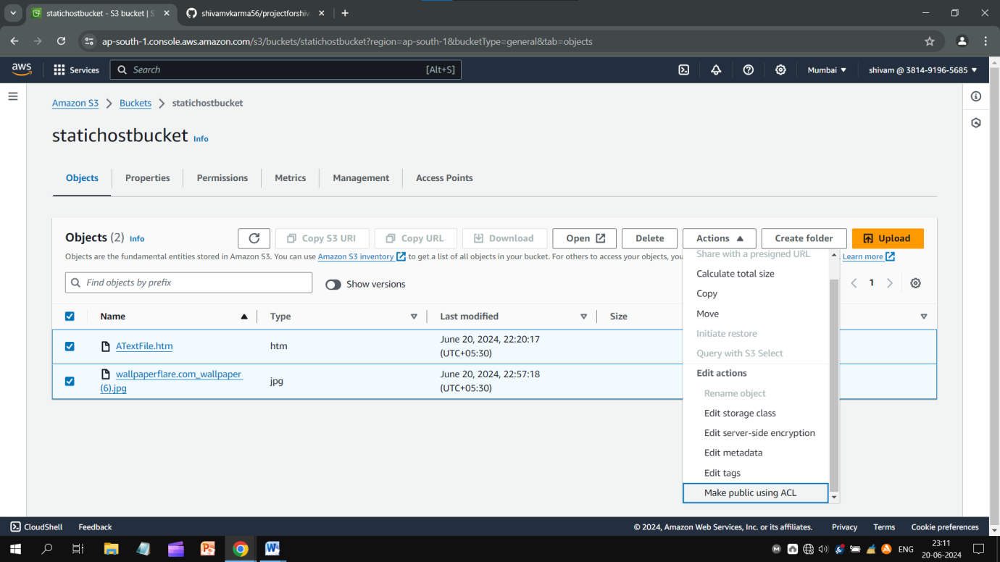 statichostbucket - S3 bucket | S
shivamvkarma56/projectforshiv
ap-south-1.console.aws.amazon.com/s3/buckets/statichostbucket?region=ap-south-1&bucketType=general&tab=objects
aws
Services
Search
[Alt+S]
Mumbai
shivam @ 3814-9196-5685
Amazon S3
Buckets
statichostbucket
statichostbucket Info
Objects
Properties
Permissions
Metrics
Management
Access Points
Objects (2) Info
Copy S3 URI
Copy URL
Download
Open
Delete
Actions
Create folder
Upload
Objects are the fundamental entities stored in Amazon S3. You can use Amazon S3 inventory to get a list of all objects in your bucket. For others to access your objects, you
Learn more
Find objects by prefix
Show versions
1
Name
Type
Last modified
Size
ATextFile.htm
htm
June 20, 2024, 22:20:17
(UTC+05:30)
wallpaperflare.com_wallpaper
(6).jpg
jpg
June 20, 2024, 22:57:18
(UTC+05:30)
Share with a presigned URL
Calculate total size
Copy
Move
Initiate restore
Query with S3 Select
Edit actions
Rename object
Edit storage class
Edit server-side encryption
Edit metadata
Edit tags
Make public using ACL
CloudShell
Feedback
© 2024, Amazon Web Services, Inc. or its affiliates.
Privacy
Terms
Cookie preferences
ENG
23:11
20-06-2024